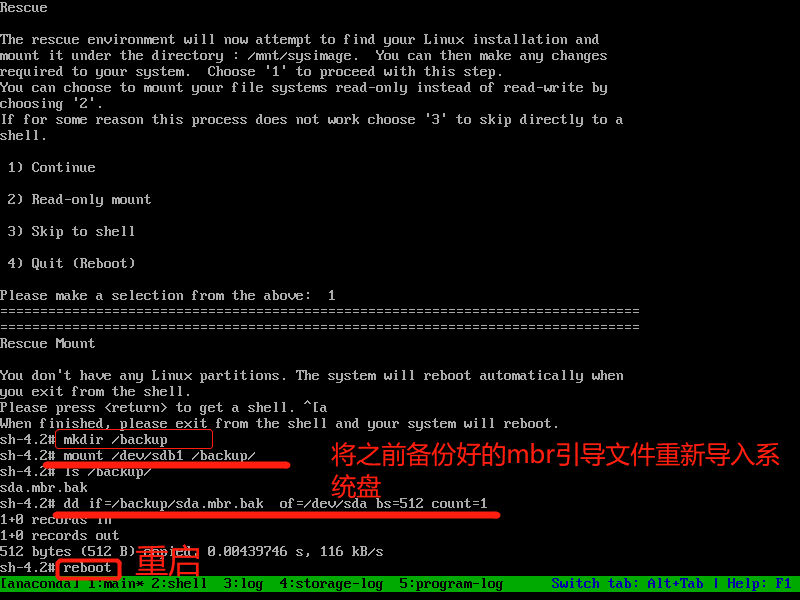 Rescue
The rescue environment will now attempt to find your Linux installation and
mount it under the directory : /mnt/sysimage.  You can then make any changes
required to your system.  Choose '1' to proceed with this step.
You can choose to mount your file systems read-only instead of read-write by
choosing '2'.
If for some reason this process does not work choose '3' to skip directly to a
shell.
1) Continue
2) Read-only mount
3) Skip to shell
4) Quit (Reboot)
Please make a selection from the above:  1
================================================================================
================================================================================
Rescue Mount
You don't have any Linux partitions. The system will reboot automatically when
you exit from the shell.
Please press <return> to get a shell. ^[a
When finished, please exit from the shell and your system will reboot.
sh-4.2# mkdir /backup
sh-4.2# mount /dev/sdb1 /backup/
sh-4.2# ls /backup/
sda.mbr.bak
将之前备份好的mbr引导文件重新导入系
统盘
sh-4.2# dd if=/backup/sda.mbr.bak  of=/dev/sda bs=512 count=1
1+0 records in
1+0 records out
512 bytes (512 B) copied, 0.00439746 s, 116 kB/s
sh-4.2# reboot
重启
[anaconda] 1:main* 2:shell  3:log  4:storage-log  5:program-log      Switch tab: Alt+Tab | Help: F1